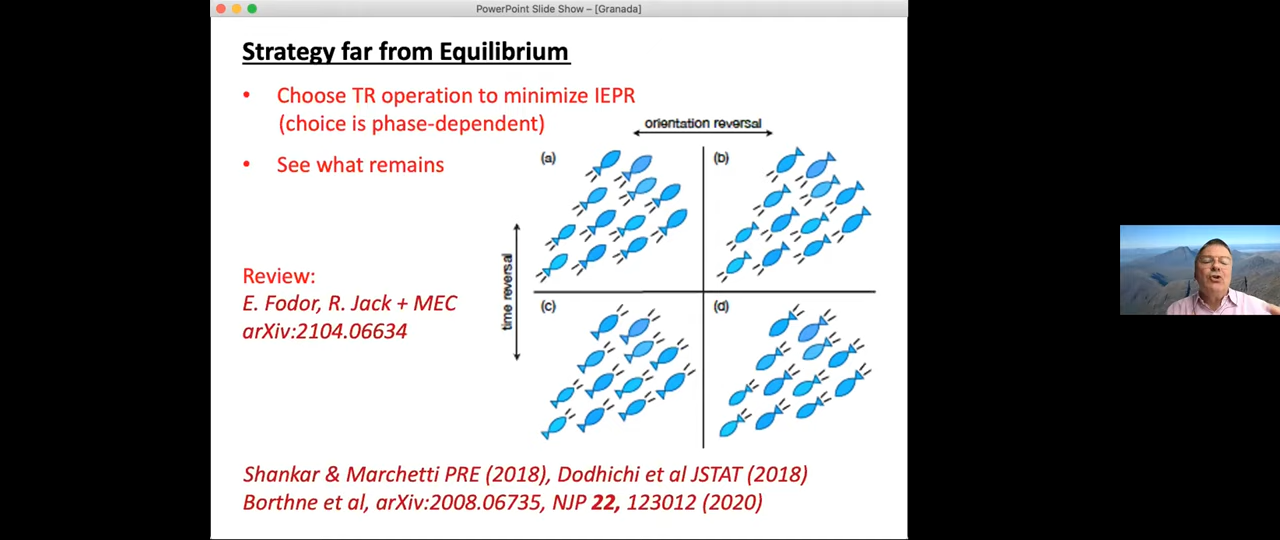 PowerPoint Slide Show – [Granada]
Strategy far from Equilibrium
• Choose TR operation to minimize IEPR
(choice is phase-dependent)
• See what remains
orientation reversal
(a)
(b)
time reversal
(c)
(d)
Review:
E. Fodor, R. Jack + MEC
arXiv:2104.06634
Shankar & Marchetti PRE (2018), Dodhichi et al JSTAT (2018)
Borthne et al, arXiv:2008.06735, NJP 22, 123012 (2020)